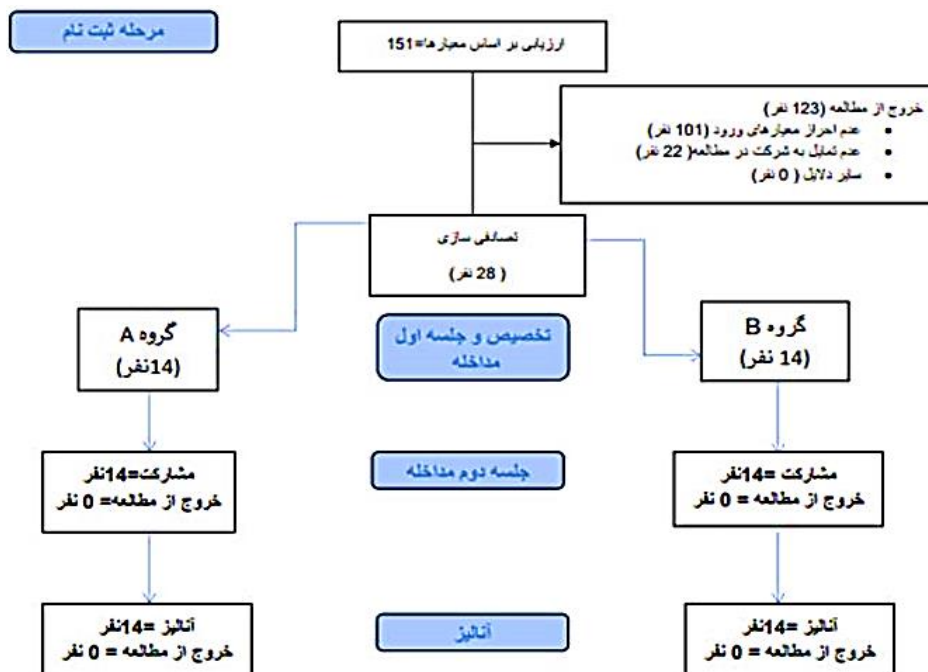 مرحله ثبت نام
ارزیابی بر اساس معیارها=151
خروج از مطالعه (123 نفر)
• عدم احراز معیارهای ورود (101 نفر)
• عدم تمایل به شرکت در مطالعه( 22 نفر)
• سایر دلایل ( 0 نفر)
تصادفی سازی
( 28 نفر)
گروه B
(14 نفر)
تخصیص و جلسه اول
مداخله
گروه A
(14نفر)
مشارکت =14نفر
خروج از مطالعه = 0 نفر
جلسه دوم مداخله
مشارکت=14نفر
خروج از مطالعه= 0 نفر
آنالیز =14نفر
خروج از مطالعه = 0 نفر
آنالیز
آنالیز =14نفر
خروج از مطالعه = 0 نفر